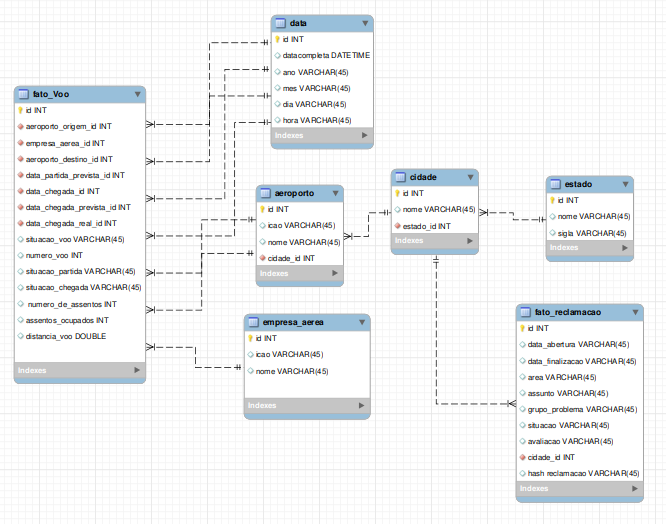 data
id INT
datacompleta DATETIME
ano VARCHAR(45)
mes VARCHAR(45)
dia VARCHAR(45)
hora VARCHAR(45)
Indexes
fato_Voo
id INT
aeroporto_origem_id INT
empresa_aerea_id INT
aeroporto_destino_id INT
data_partida_prevista_id INT
data_chegada_id INT
data_chegada_prevista_id INT
data_chegada_real_id INT
situacao_voo VARCHAR(45)
numero_voo INT
situacao_partida VARCHAR(45)
situacao_chegada VARCHAR(45)
numero_de_assentos INT
assentos_ocupados INT
distancia_voo DOUBLE
Indexes
aeroporto
id INT
icao VARCHAR(45)
nome VARCHAR(45)
cidade_id INT
Indexes
cidade
id INT
nome VARCHAR(45)
estado_id INT
Indexes
estado
id INT
nome VARCHAR(45)
sigla VARCHAR(45)
Indexes
empresa_aerea
id INT
icao VARCHAR(45)
nome VARCHAR(45)
Indexes
fato_reclamacao
id INT
data_abertura VARCHAR(45)
data_finalizacao VARCHAR(45)
area VARCHAR(45)
assunto VARCHAR(45)
grupo_problema VARCHAR(45)
situacao VARCHAR(45)
avaliacao VARCHAR(45)
cidade_id INT
hash reclamacao VARCHAR(45)
Indexes